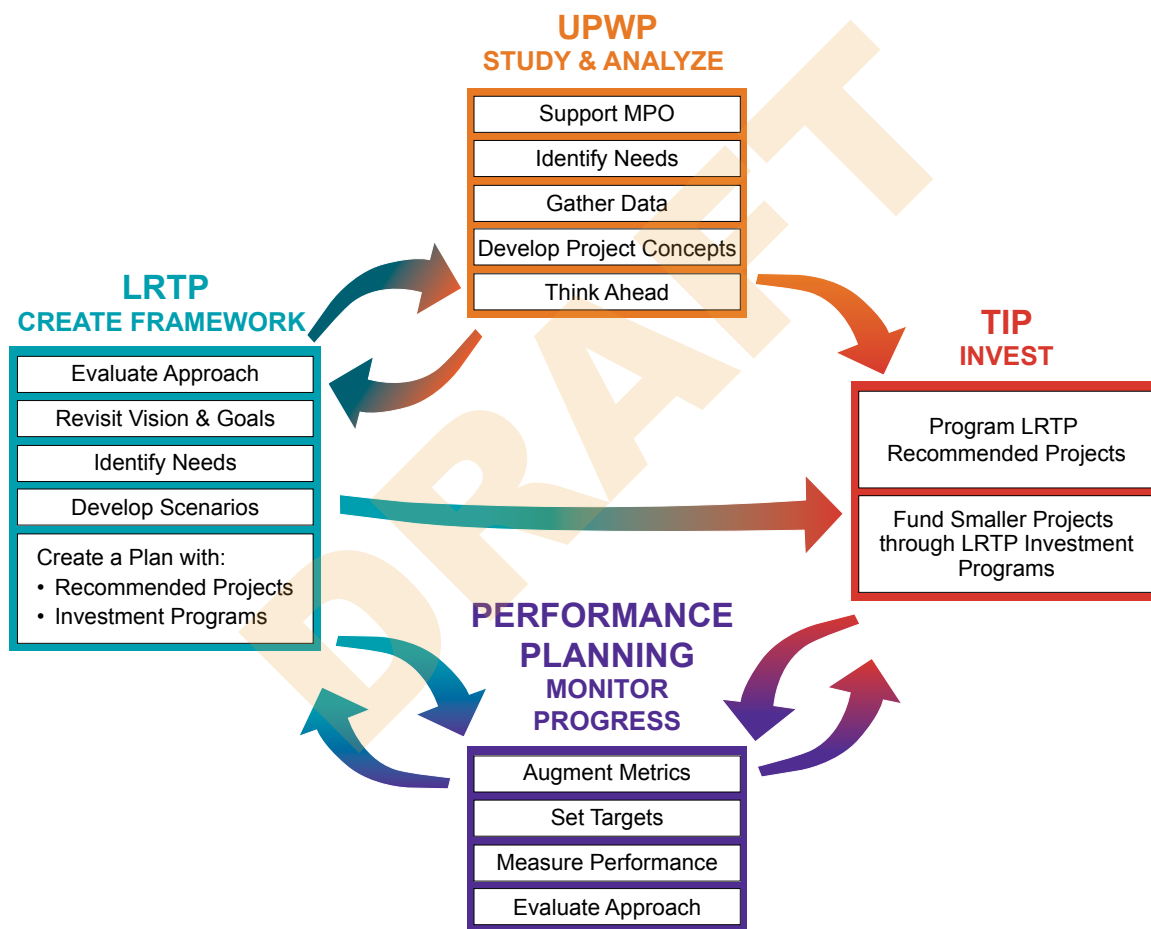 UPWP
STUDY & ANALYZE
Support MPO
Identify Needs
Gather Data
Develop Project Concepts
Think Ahead
LRTP
CREATE FRAMEWORK
Evaluate Approach
Revisit Vision & Goals
Identify Needs
Develop Scenarios
Create a Plan with:
• Recommended Projects
• Investment Programs
TIP
INVEST
Program LRTP
Recommended Projects
Fund Smaller Projects
through LRTP Investment
Programs
PERFORMANCE
PLANNING
MONITOR
PROGRESS
Augment Metrics
Set Targets
Measure Performance
Evaluate Approach
DRAFT